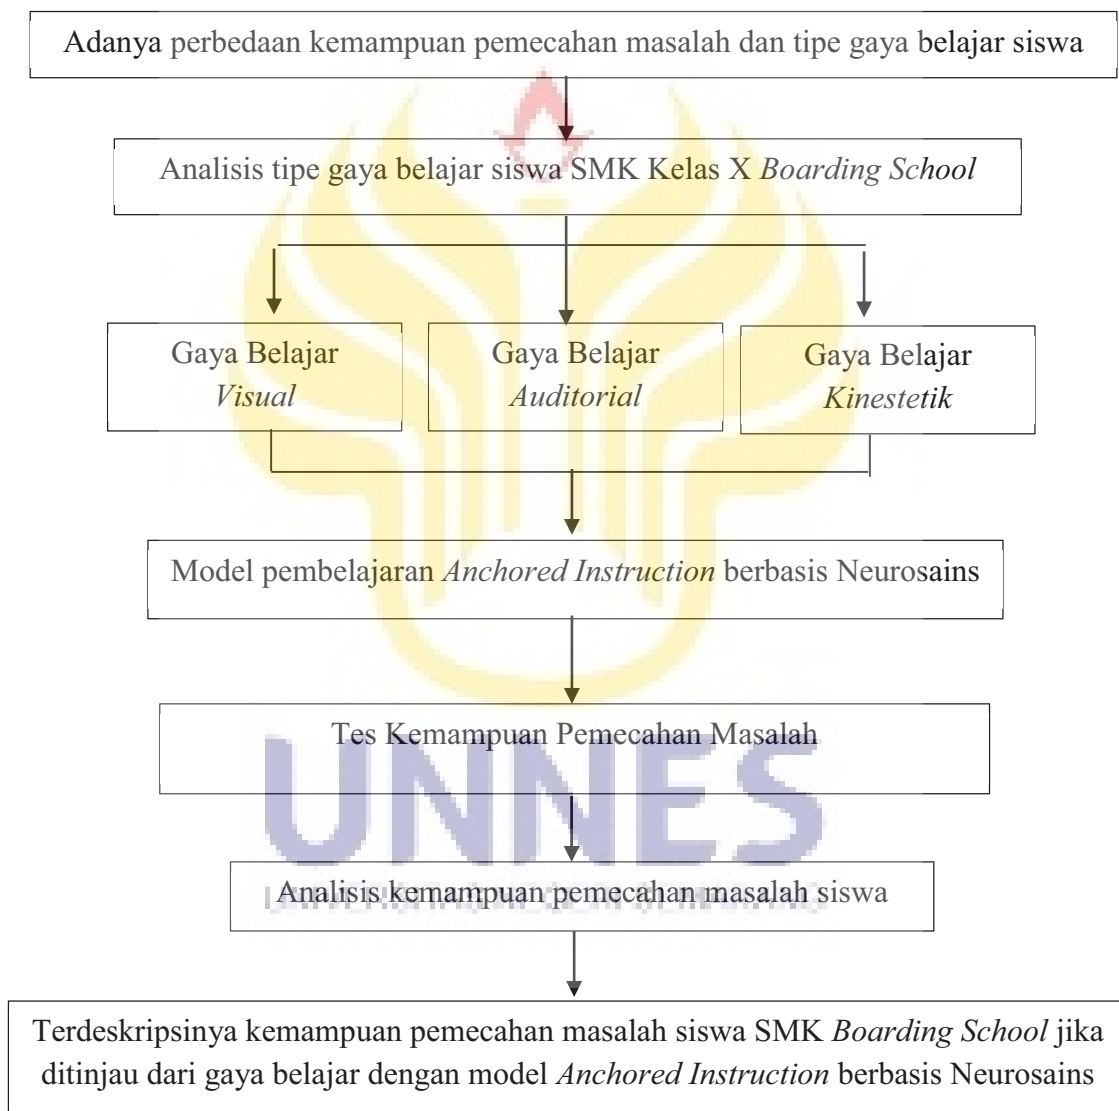 Adanya perbedaan kemampuan pemecahan masalah dan tipe gaya belajar siswa
Analisis tipe gaya belajar siswa SMK Kelas X Boarding School
Gaya Belajar
Visual
Gaya Belajar
Auditorial
Gaya Belajar
Kinestetik
Model pembelajaran Anchored Instruction berbasis Neurosains
Tes Kemampuan Pemecahan Masalah
UNNES
Analisis kemampuan pemecahan masalah siswa
Terdeskripsinya kemampuan pemecahan masalah siswa SMK Boarding School jika
ditinjau dari gaya belajar dengan model Anchored Instruction berbasis Neurosains